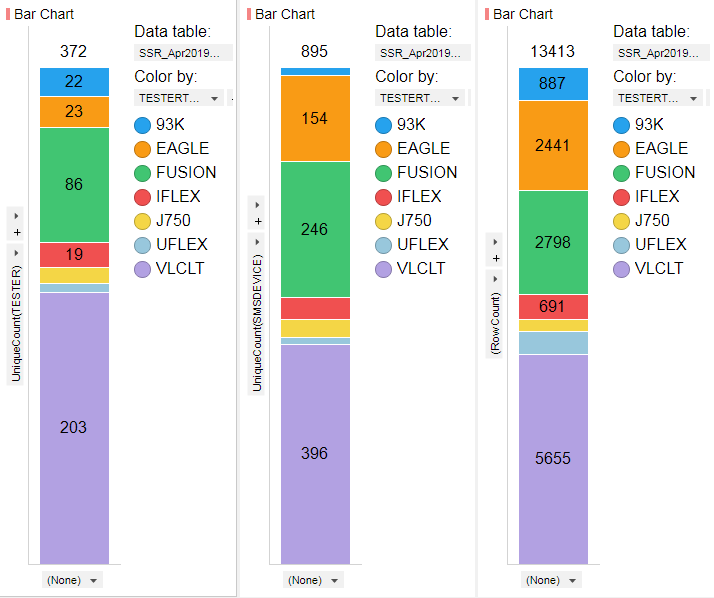 Bar Chart
372
22
23
86
19
203
UniqueCount(TESTER)
+
(None)
Data table:
SSR_Apr2019...
Color by:
TESTERT...
93K
EAGLE
FUSION
IFLEX
J750
UFLEX
VLCLT
Bar Chart
895
154
246
396
UniqueCount(SMSDEVICE)
+
(None)
Data table:
SSR_Apr2019...
Color by:
TESTERT...
93K
EAGLE
FUSION
IFLEX
J750
UFLEX
VLCLT
Bar Chart
13413
887
2441
2798
691
5655
(RowCount)
+
(None)
Data table:
SSR_Apr2019...
Color by:
TESTERT...
93K
EAGLE
FUSION
IFLEX
J750
UFLEX
VLCLT